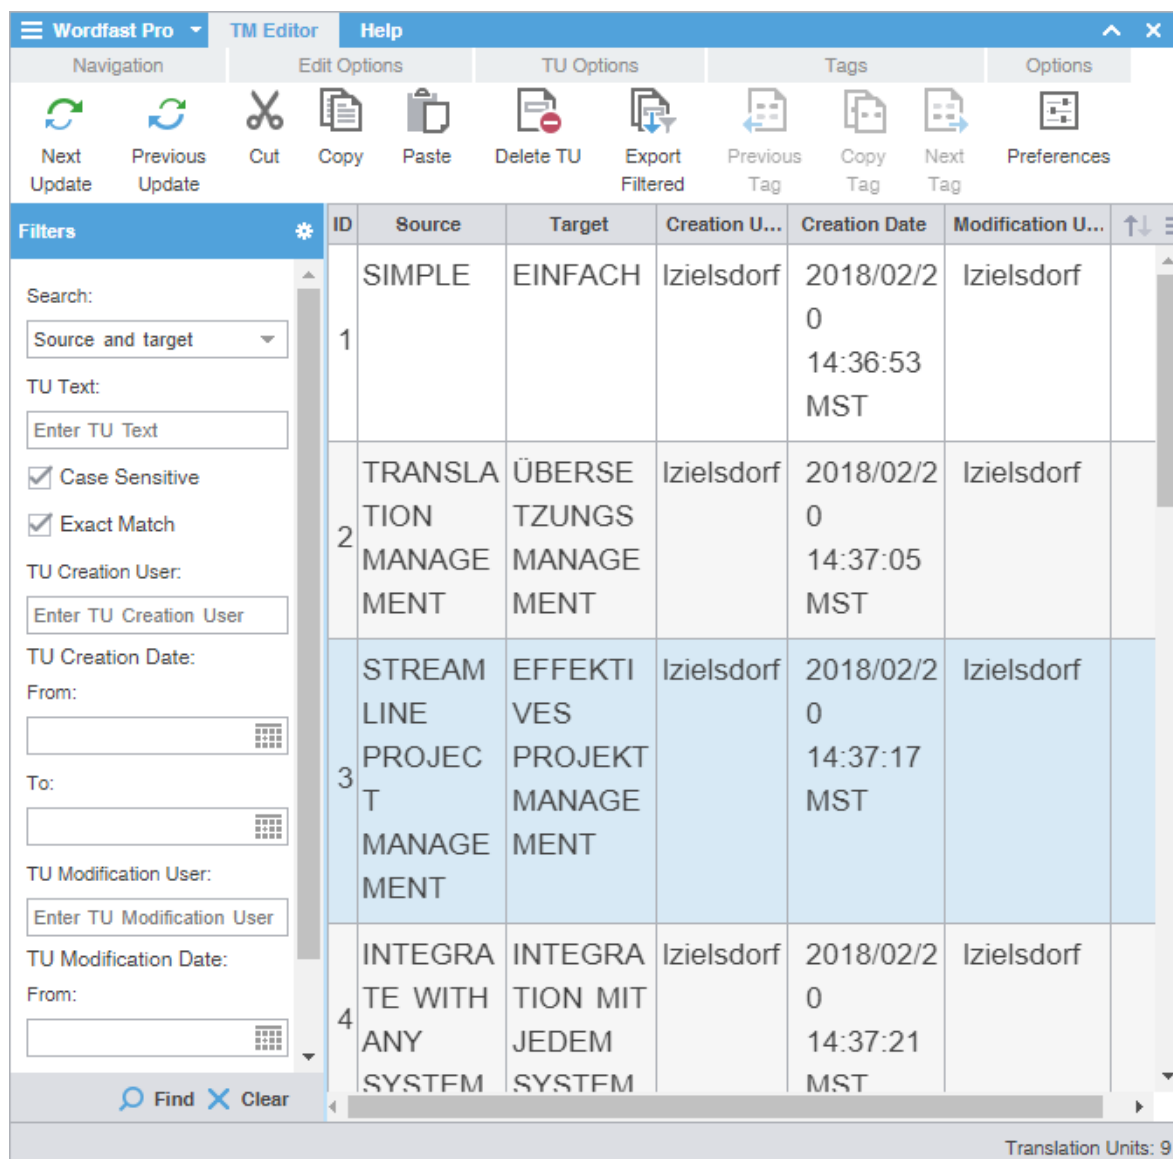 Wordfast Pro TM Editor Help
Navigation Edit Options TU Options Tags Options
Next Update
Previous Update
Cut
Copy
Paste
Delete TU
Export Filtered
Previous Tag
Copy Tag
Next Tag
Preferences
Filters
Search:
Source and target
TU Text:
Enter TU Text
Case Sensitive
Exact Match
TU Creation User:
Enter TU Creation User
TU Creation Date:
From:
To:
TU Modification User:
Enter TU Modification User
TU Modification Date:
From:
Find Clear
ID Source Target Creation U... Creation Date Modification U...
1
SIMPLE
EINFACH
lzielsdorf
2018/02/2
0
14:36:53
MST
lzielsdorf
2
TRANSLA
TION
MANAGE
MENT
ÜBERSE
TZUNGS
MANAGE
MENT
lzielsdorf
2018/02/2
0
14:37:05
MST
lzielsdorf
3
STREAM
LINE
PROJEC
T
MANAGE
MENT
EFFEKTI
VES
PROJEKT
MANAGE
MENT
lzielsdorf
2018/02/2
0
14:37:17
MST
lzielsdorf
4
INTEGRA
TE WITH
ANY
SYSTEM
INTEGRA
TION MIT
JEDEM
SYSTEM
lzielsdorf
2018/02/2
0
14:37:21
MST
lzielsdorf
Translation Units: 9